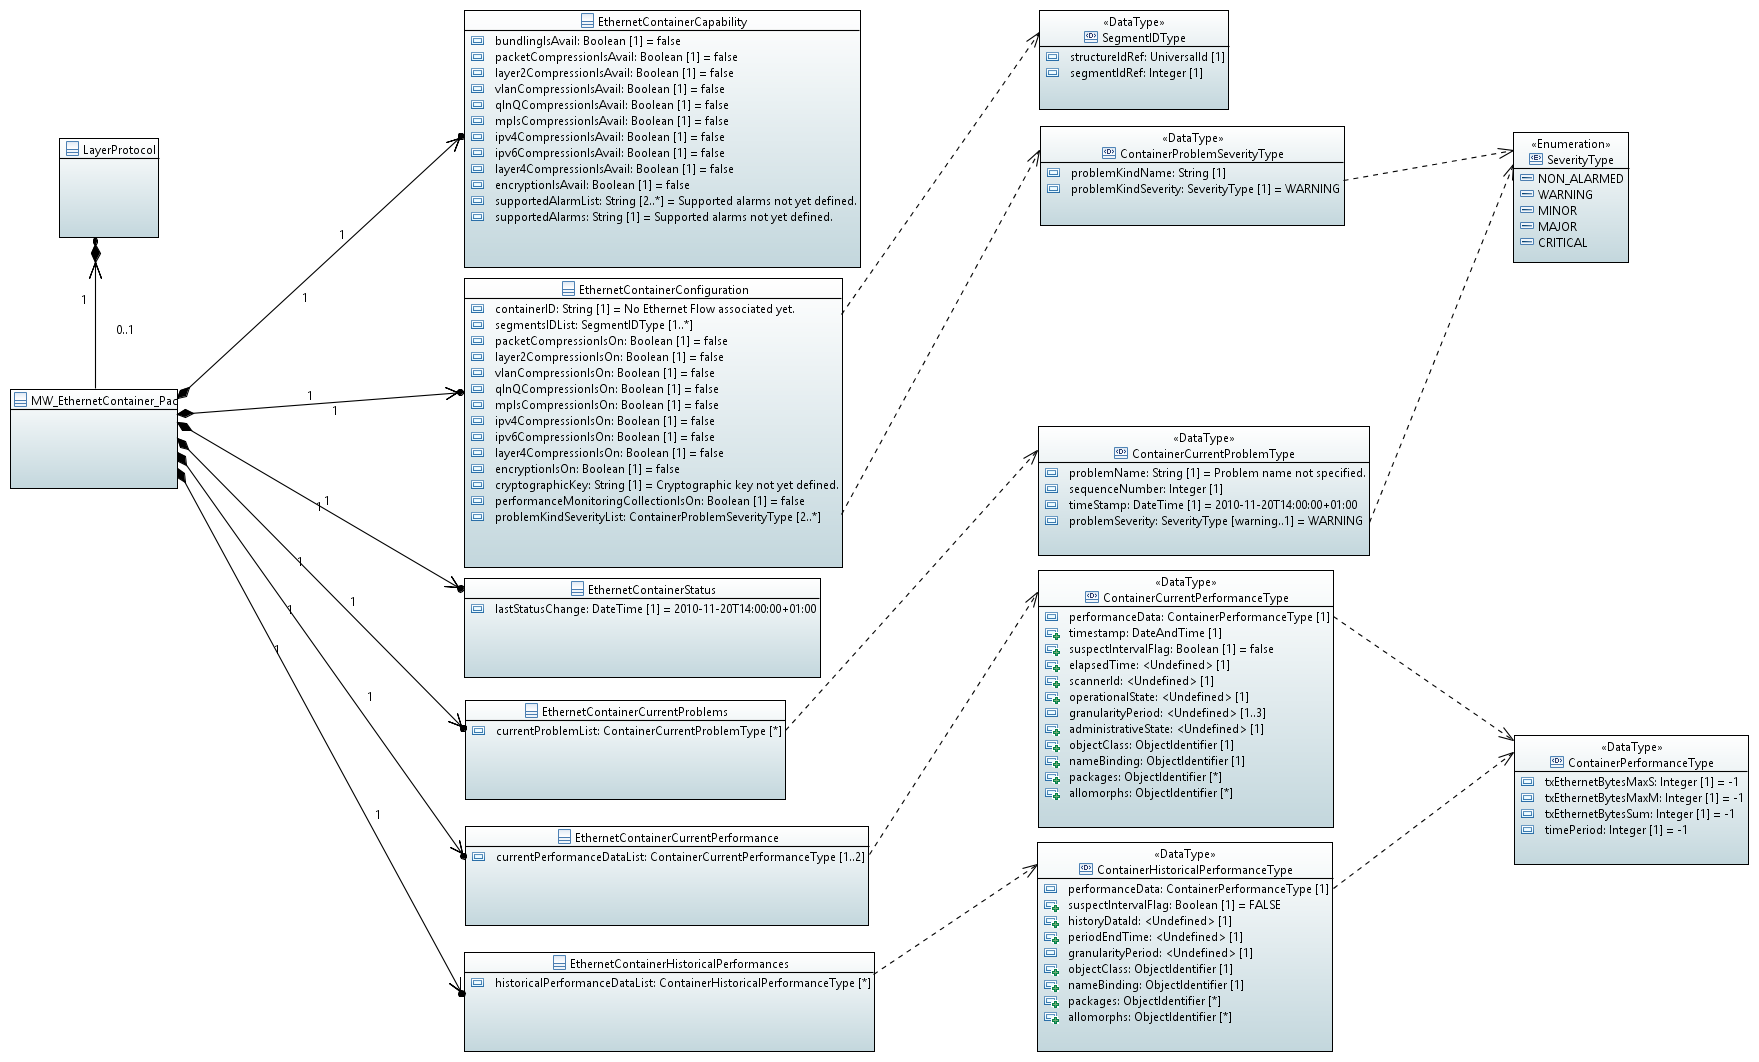 LayerProtocol
1
0..1
MW_EthernetContainer_Pac
1
1
1
1
1
1
1
1
1
1
1
1
EthernetContainerCapability
bundlingIsAvail: Boolean [1] = false
packetCompressionIsAvail: Boolean [1] = false
layer2CompressionIsAvail: Boolean [1] = false
vlanCompressionIsAvail: Boolean [1] = false
qInQCompressionIsAvail: Boolean [1] = false
mplsCompressionIsAvail: Boolean [1] = false
ipv4CompressionIsAvail: Boolean [1] = false
ipv6CompressionIsAvail: Boolean [1] = false
layer4CompressionIsAvail: Boolean [1] = false
encryptionIsAvail: Boolean [1] = false
supportedAlarmList: String [2..*] = Supported alarms not yet defined.
supportedAlarms: String [1] = Supported alarms not yet defined.
EthernetContainerConfiguration
containerID: String [1] = No Ethernet Flow associated yet.
segmentsIDList: SegmentIDType [1..*]
packetCompressionIsOn: Boolean [1] = false
layer2CompressionIsOn: Boolean [1] = false
vlanCompressionIsOn: Boolean [1] = false
qInQCompressionIsOn: Boolean [1] = false
mplsCompressionIsOn: Boolean [1] = false
ipv4CompressionIsOn: Boolean [1] = false
ipv6CompressionIsOn: Boolean [1] = false
layer4CompressionIsOn: Boolean [1] = false
encryptionIsOn: Boolean [1] = false
cryptographicKey: String [1] = Cryptographic key not yet defined.
performanceMonitoringCollectionIsOn: Boolean [1] = false
problemKindSeverityList: ContainerProblemSeverityType [2..*]
EthernetContainerStatus
lastStatusChange: DateTime [1] = 2010-11-20T14:00:00+01:00
EthernetContainerCurrentProblems
currentProblemList: ContainerCurrentProblemType [*]
EthernetContainerCurrentPerformance
currentPerformanceDataList: ContainerCurrentPerformanceType [1..2]
EthernetContainerHistoricalPerformances
historicalPerformanceDataList: ContainerHistoricalPerformanceType [*]
«DataType»
SegmentIDType
structureIdRef: UniversalId [1]
segmentIdRef: Integer [1]
«DataType»
ContainerProblemSeverityType
problemKindName: String [1]
problemKindSeverity: SeverityType [1] = WARNING
«Enumeration»
SeverityType
NON_ALARMED
WARNING
MINOR
MAJOR
CRITICAL
«DataType»
ContainerCurrentProblemType
problemName: String [1] = Problem name not specified.
sequenceNumber: Integer [1]
timeStamp: DateTime [1] = 2010-11-20T14:00:00+01:00
problemSeverity: SeverityType [warning..1] = WARNING
«DataType»
ContainerCurrentPerformanceType
performanceData: ContainerPerformanceType [1]
timestamp: DateAndTime [1]
suspectIntervalFlag: Boolean [1] = false
elapsedTime: <Undefined> [1]
scannerId: <Undefined> [1]
operationalState: <Undefined> [1]
granularityPeriod: <Undefined> [1..3]
administrativeState: <Undefined> [1]
objectClass: ObjectIdentifier [1]
nameBinding: ObjectIdentifier [1]
packages: ObjectIdentifier [*]
allomorphs: ObjectIdentifier [*]
«DataType»
ContainerHistoricalPerformanceType
performanceData: ContainerPerformanceType [1]
suspectIntervalFlag: Boolean [1] = FALSE
historyDataId: <Undefined> [1]
periodEndTime: <Undefined> [1]
granularityPeriod: <Undefined> [1]
objectClass: ObjectIdentifier [1]
nameBinding: ObjectIdentifier [1]
packages: ObjectIdentifier [*]
allomorphs: ObjectIdentifier [*]
«DataType»
ContainerPerformanceType
txEthernetBytesMaxS: Integer [1] = -1
txEthernetBytesMaxM: Integer [1] = -1
txEthernetBytesSum: Integer [1] = -1
timePeriod: Integer [1] = -1